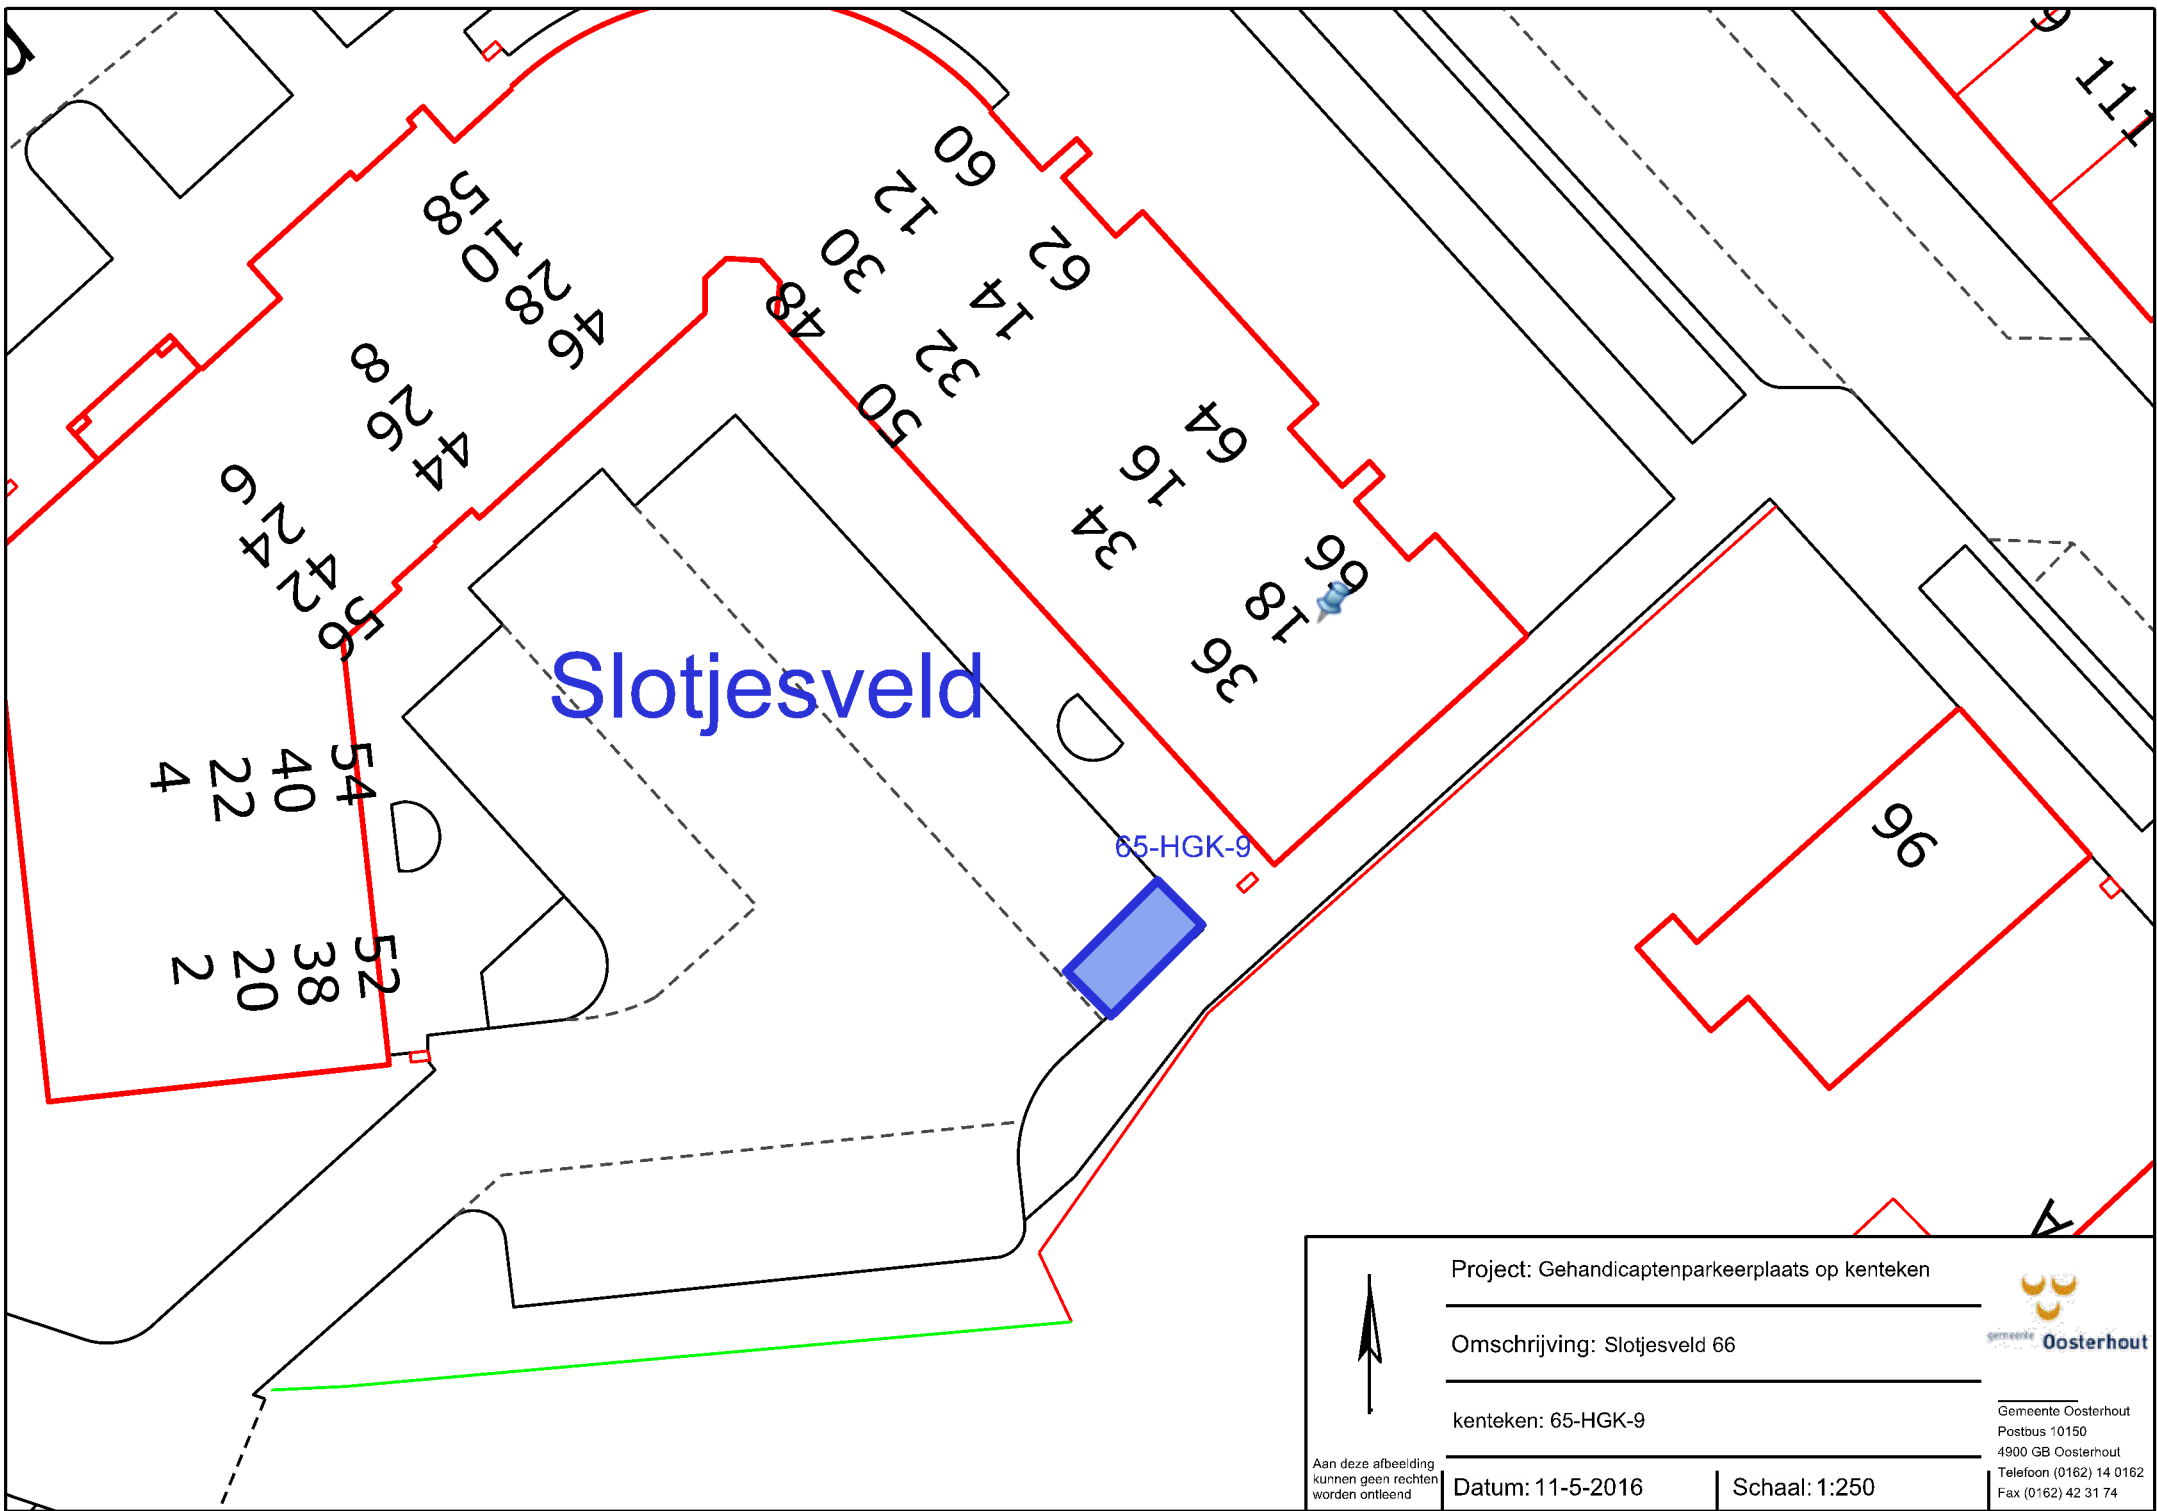 9
111
60
12
30
48
62
14
32
50
58
10
28
46
8
26
44
64
16
34
6
24
42
56
66
18
36
Slotjesveld
54
40
22
4
65-HGK-9
96
52
38
20
2
A
Project: Gehandicaptenparkeerplaats op kenteken
Omschrijving: Slotjesveld 66
kenteken: 65-HGK-9
Datum: 11-5-2016
Schaal: 1:250
Aan deze afbeelding
kunnen geen rechten
worden ontleend
gemeente Oosterhout
Gemeente Oosterhout
Postbus 10150
4900 GB Oosterhout
Telefoon (0162) 14 0162
Fax (0162) 42 31 74